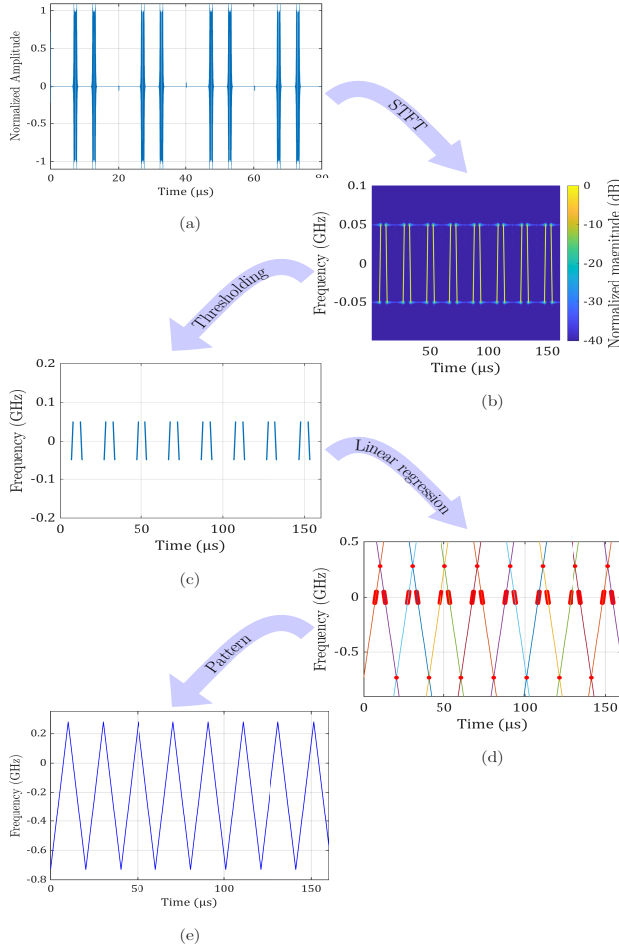 Normalized Amplitude
1
0.5
0
-0.5
-1
0
20
40
60
80
Time (μs)
(a)
STFT
Frequency (GHz)
0.1
0.05
0
-0.05
50
100
150
Time (μs)
0
-10
-20
-30
-40
Normalized magnitude (dB)
(b)
Thresholding
Frequency (GHz)
0.2
0.1
0
-0.1
-0.2
0
50
100
150
Time (μs)
(c)
Linear regression
Frequency (GHz)
0.5
0
-0.5
0
50
100
150
Time (μs)
(d)
Pattern
Frequency (GHz)
0.2
0
-0.2
-0.4
-0.6
-0.8
0
50
100
150
Time (μs)
(e)